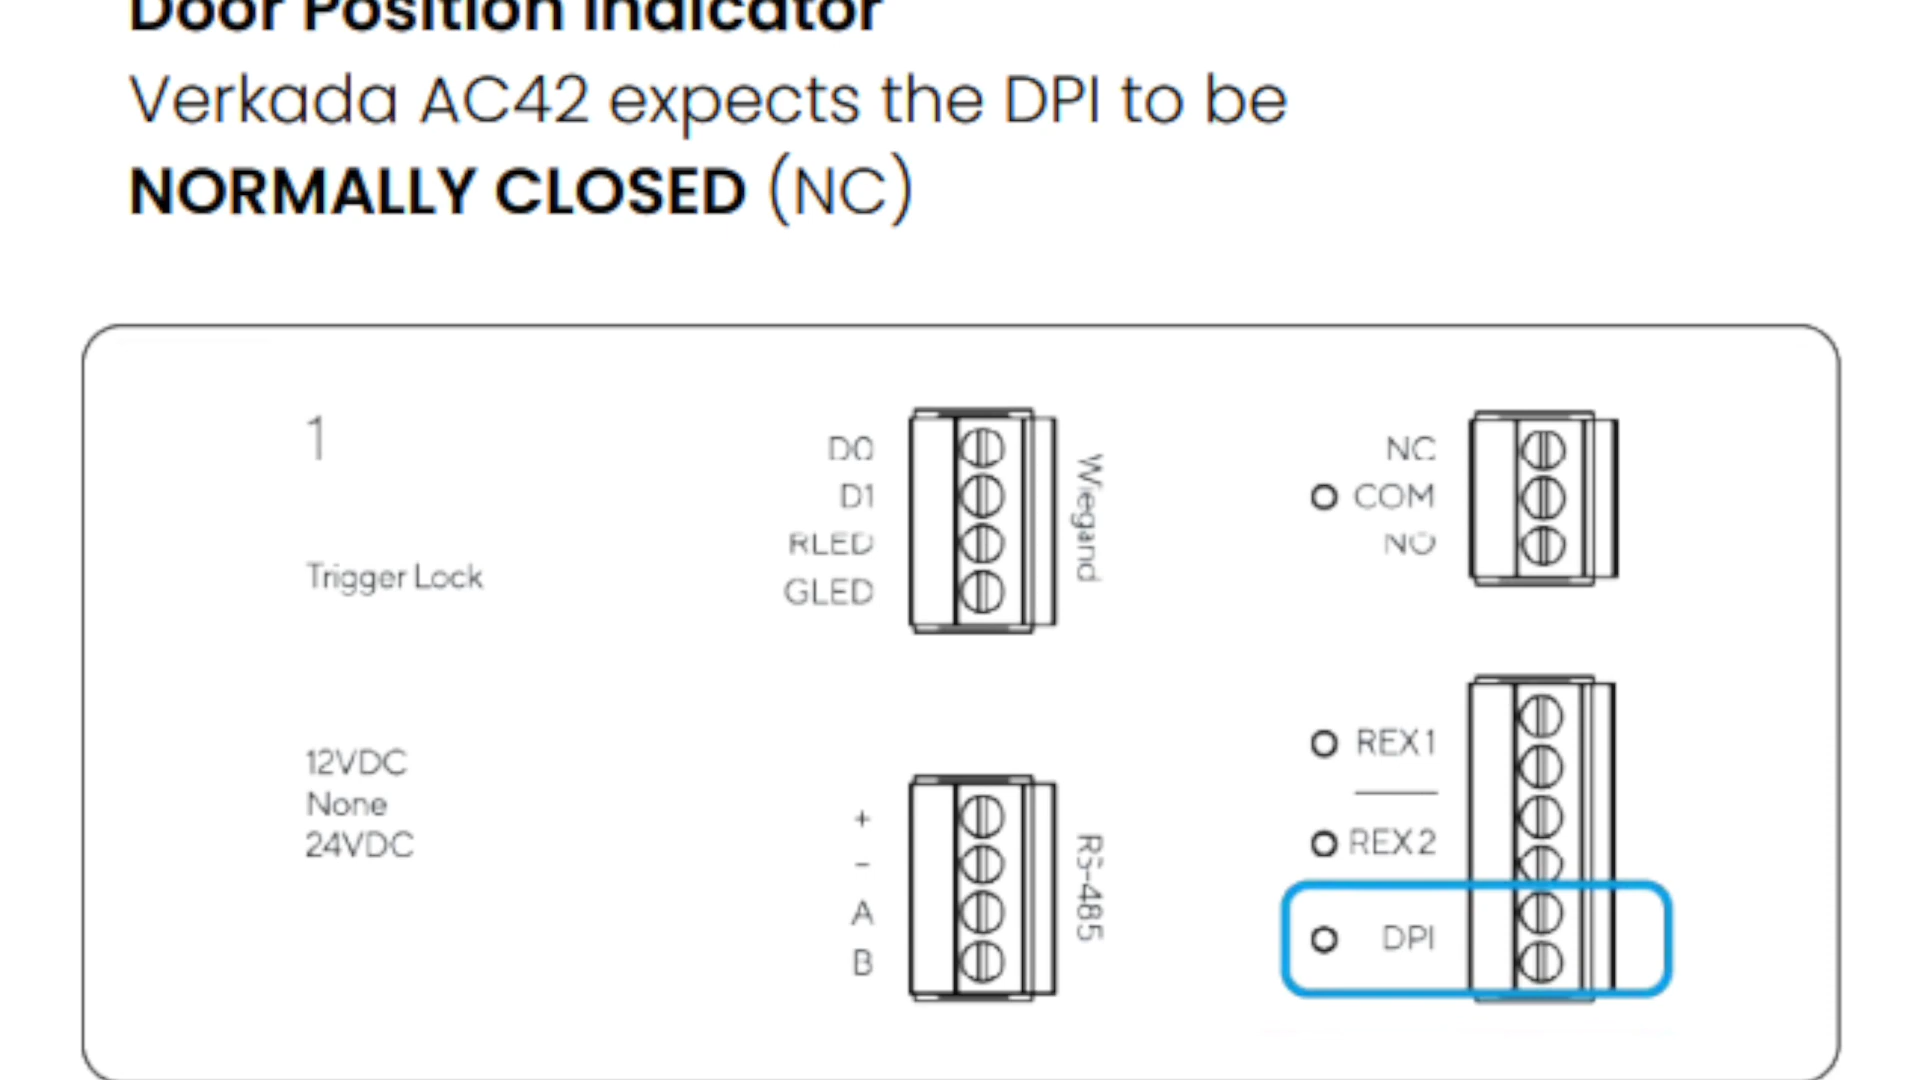 Door Position Indicator
Verkada AC42 expects the DPI to be
NORMALLY CLOSED (NC)
1
Trigger Lock
12VDC
None
24VDC
D0
D1
RLED
GLED
Wiegand
+
-
A
B
RS-485
NC
COM
NO
REX1
REX2
DPI